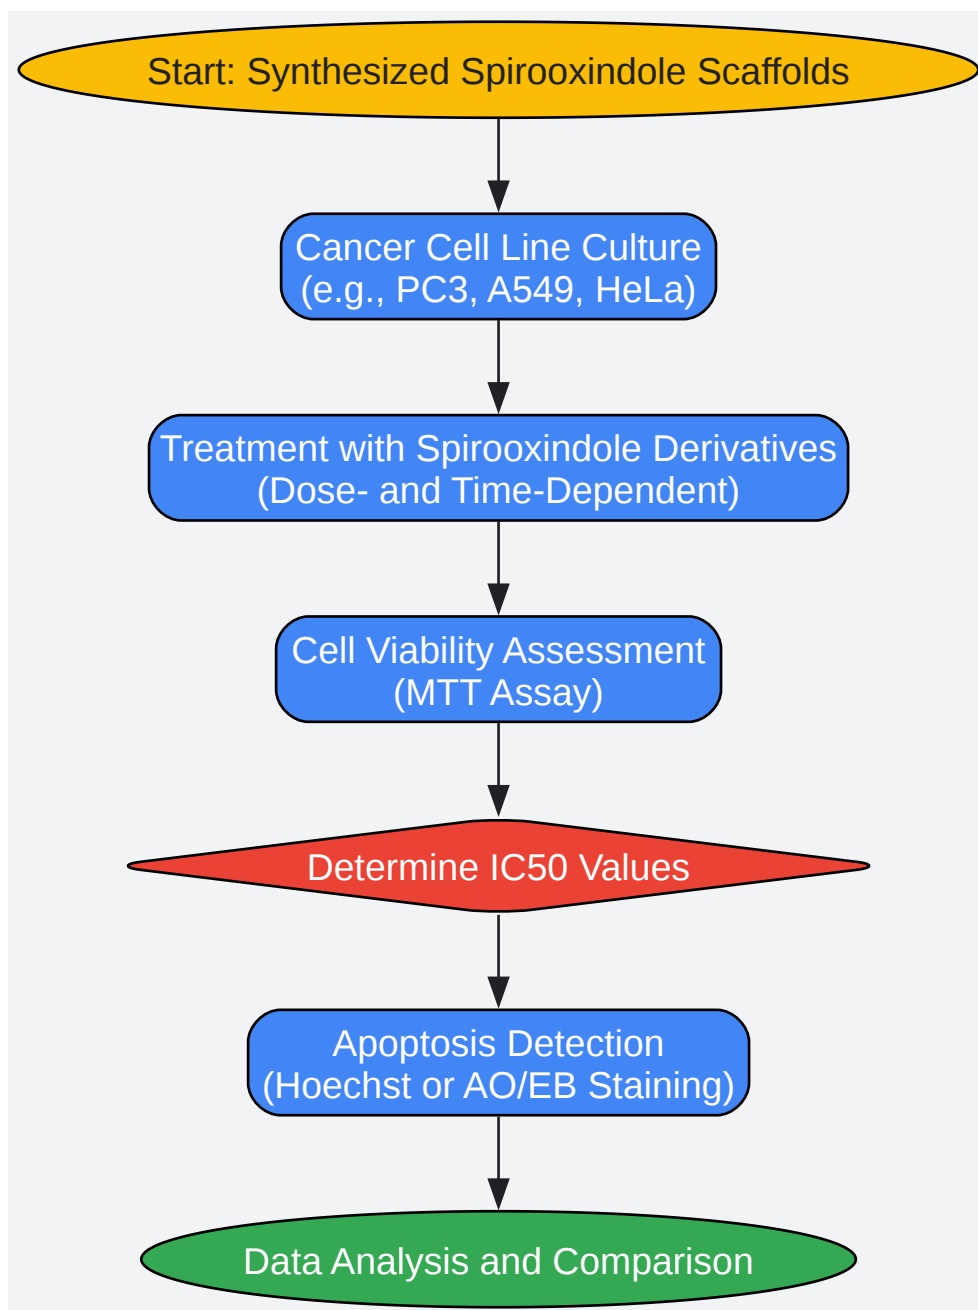 Start: Synthesized Spirooxindole Scaffolds
Cancer Cell Line Culture
(e.g., PC3, A549, HeLa)
Treatment with Spirooxindole Derivatives
(Dose- and Time-Dependent)
Cell Viability Assessment
(MTT Assay)
Determine IC50 Values
Apoptosis Detection
(Hoechst or AO/EB Staining)
Data Analysis and Comparison